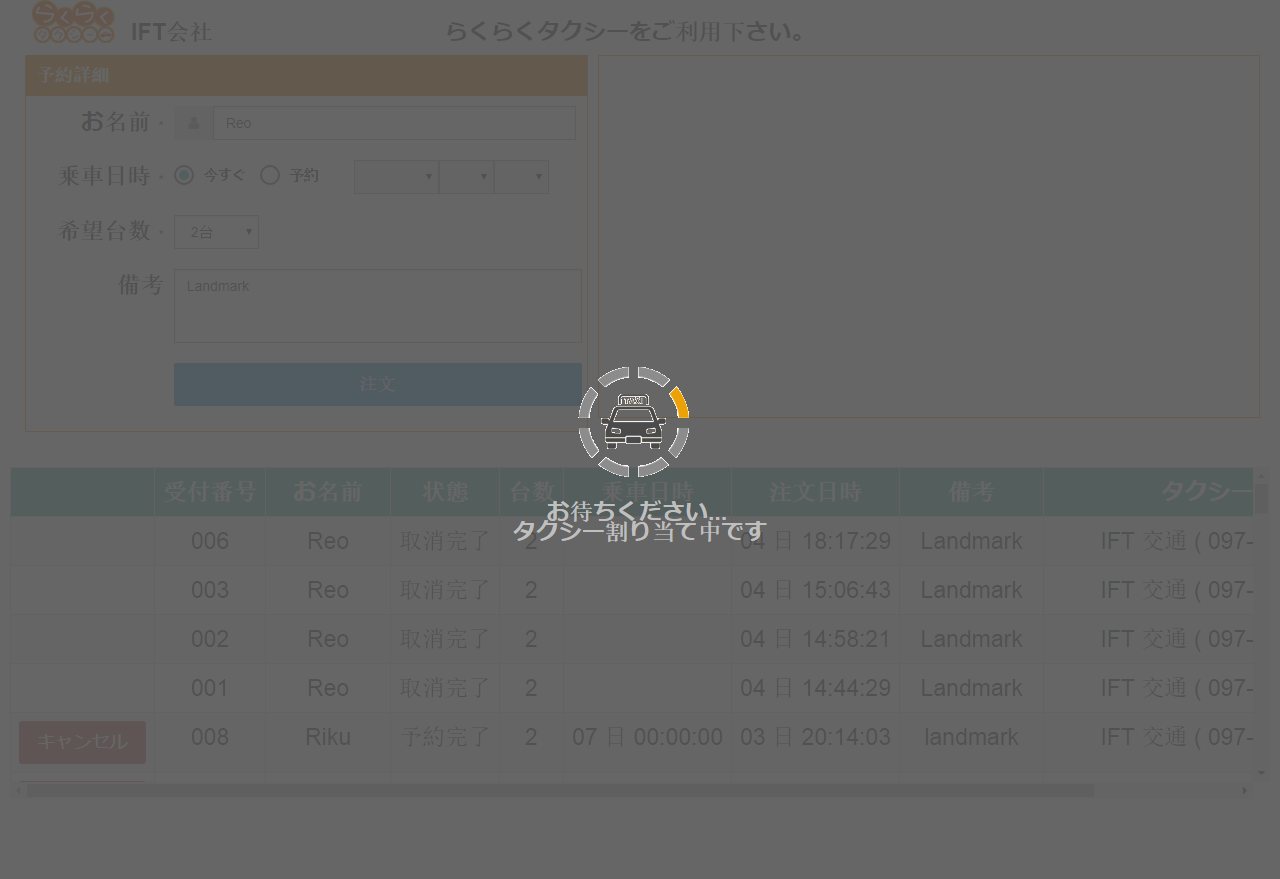 らくらく
タクシー
IFT会社
らくらくタクシーをご利用下さい。
予約詳細
お名前
Reo
乗車日時
今すぐ
予約
希望台数
2台
備考
Landmark
注文
TAXI
お待ちください...
タクシー割り当て中です
受付番号 お名前 状態 台数 乗車日時 注文日時 備考 タクシー
006 Reo 取消完了 2 04 日 18:17:29 Landmark IFT 交通 ( 097-
003 Reo 取消完了 2 04 日 15:06:43 Landmark IFT 交通 ( 097-
002 Reo 取消完了 2 04 日 14:58:21 Landmark IFT 交通 ( 097-
001 Reo 取消完了 2 04 日 14:44:29 Landmark IFT 交通 ( 097-
キャンセル 008 Riku 予約完了 2 07 日 00:00:00 03 日 20:14:03 landmark IFT 交通 ( 097-